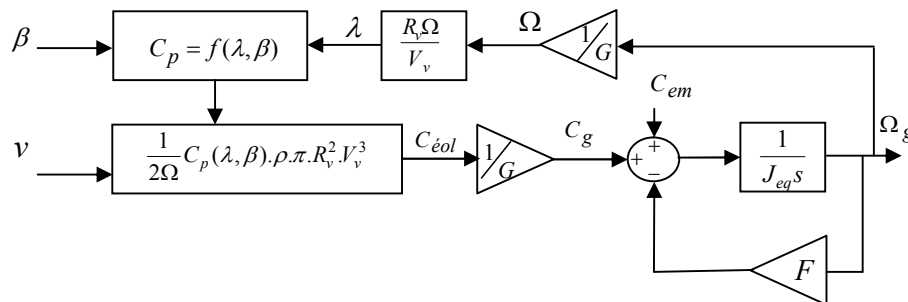 β
C_p = f(λ, β)
λ
R_vΩ / V_v
Ω
1/G
C_em
v
1/2Ω C_p(λ, β).ρ.π.R_v^2.V_v^3
C_éol
1/G
C_g
+
+
−
1 / J_eq s
Ω_g
F